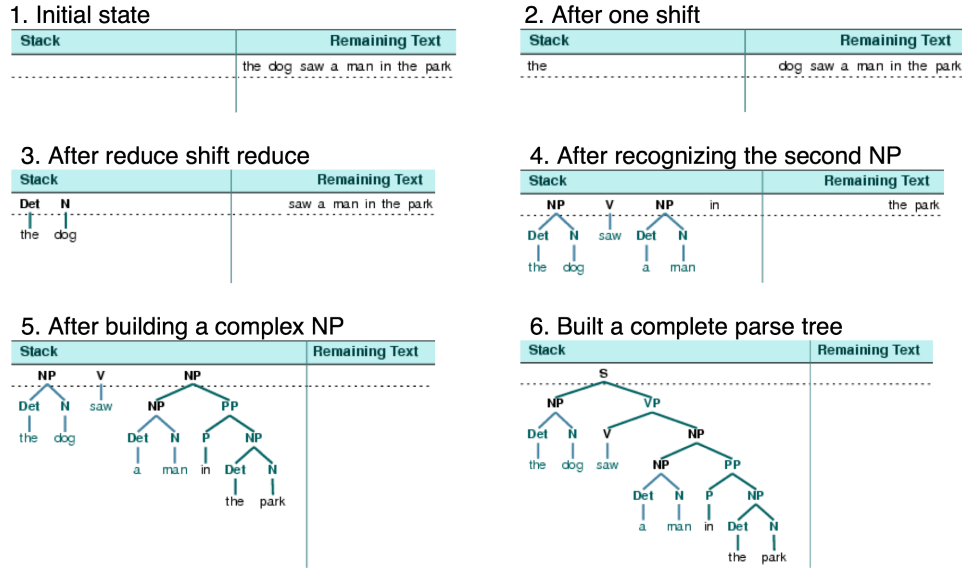 1. Initial state
Stack Remaining Text
the dog saw a man in the park
2. After one shift
Stack Remaining Text
the dog saw a man in the park
3. After reduce shift reduce
Stack Remaining Text
Det N saw a man in the park
the dog
4. After recognizing the second NP
Stack Remaining Text
NP V NP in the park
Det N saw Det N
the dog a man
5. After building a complex NP
Stack Remaining Text
NP V NP
Det N saw NP PP
the dog Det N P NP
a man in Det N
the park
6. Built a complete parse tree
Stack Remaining Text
S
NP VP
Det N V NP
the dog saw NP PP
Det N P NP
a man in Det N
the park